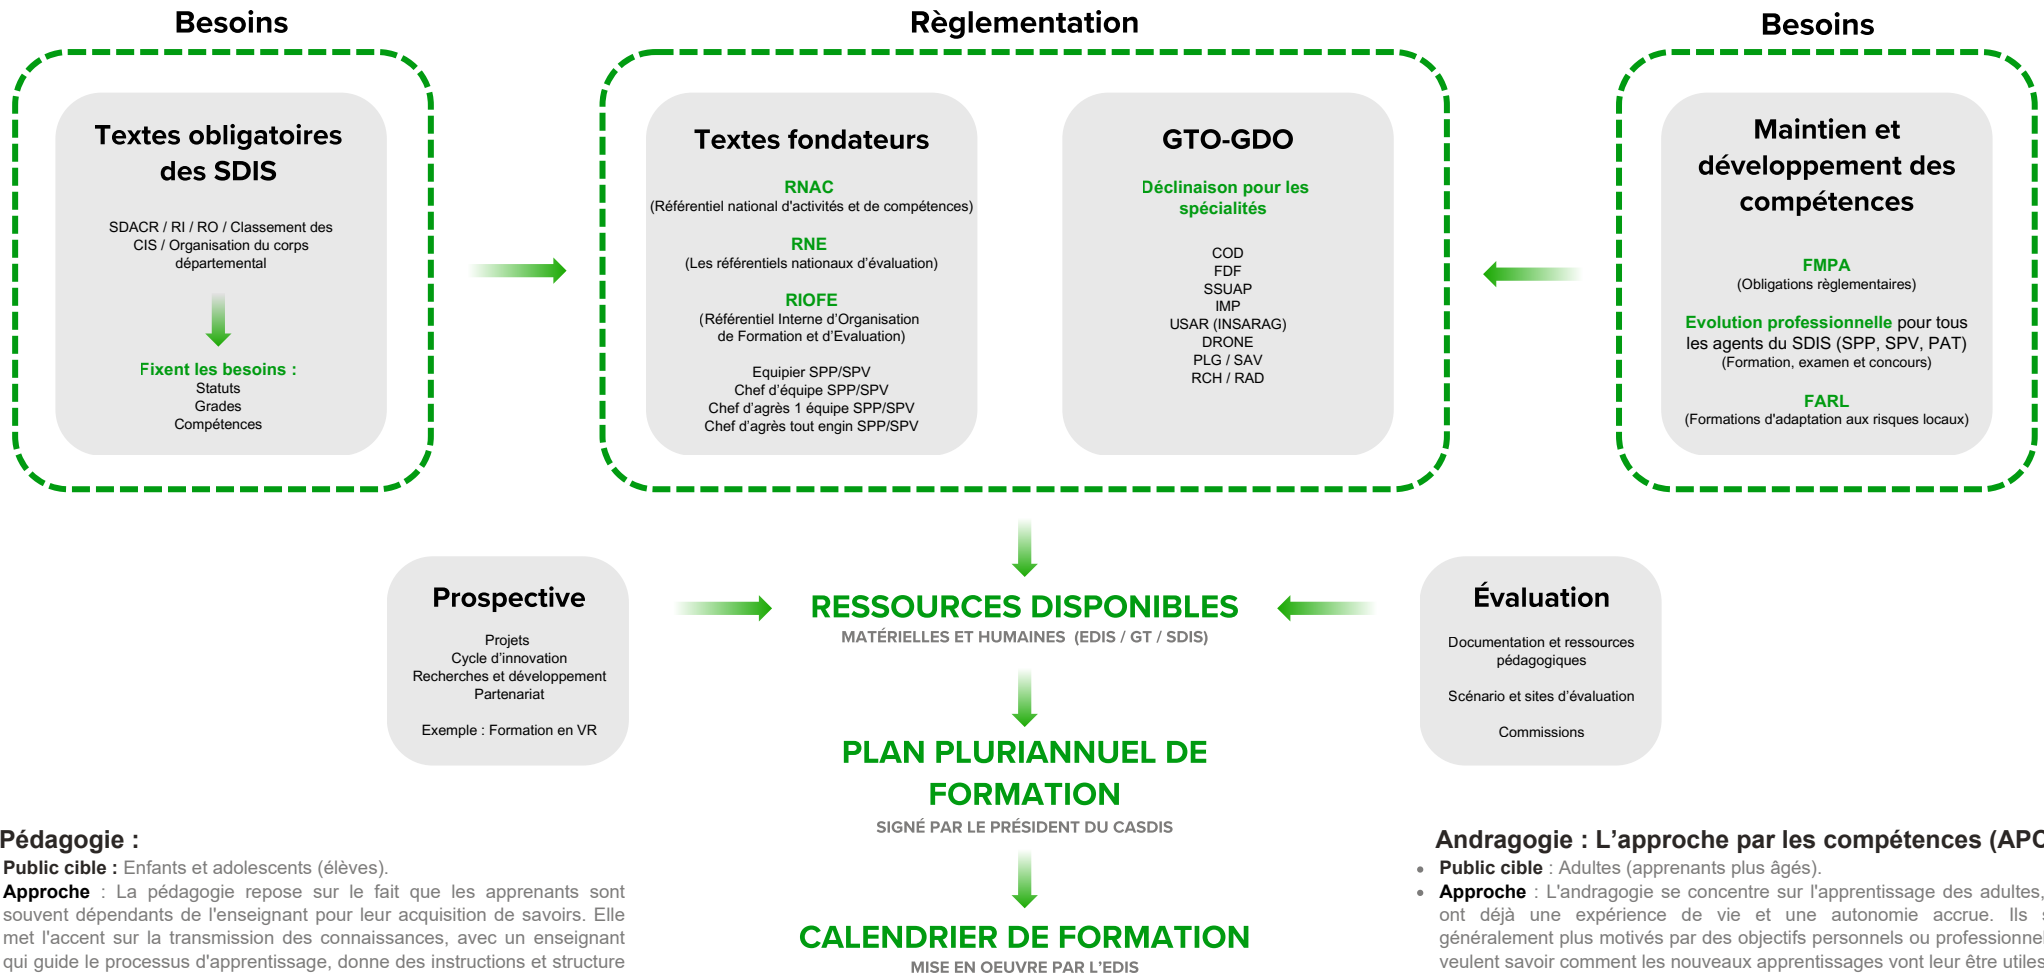 Besoins
Textes obligatoires
des SDIS
SDACR / RI / RO / Classement des
CIS / Organisation du corps
départemental
Fixent les besoins :
Statuts
Grades
Compétences
Règlementation
Textes fondateurs
RNAC
(Référentiel national d'activités et de compétences)
RNE
(Les référentiels nationaux d'évaluation)
RIOFE
(Référentiel Interne d'Organisation
de Formation et d'Evaluation)
Equipier SPP/SPV
Chef d'équipe SPP/SPV
Chef d'agrès 1 équipe SPP/SPV
Chef d'agrès tout engin SPP/SPV
GTO-GDO
Déclinaison pour les
spécialités
COD
FDF
SSUAP
IMP
USAR (INSARAG)
DRONE
PLG / SAV
RCH / RAD
Besoins
Maintien et
développement des
compétences
FMPA
(Obligations règlementaires)
Evolution professionnelle pour tous
les agents du SDIS (SPP, SPV, PAT)
(Formation, examen et concours)
FARL
(Formations d'adaptation aux risques locaux)
Prospective
Projets
Cycle d'innovation
Recherches et développement
Partenariat
Exemple : Formation en VR
RESSOURCES DISPONIBLES
MATÉRIELLES ET HUMAINES (EDIS / GT / SDIS)
Évaluation
Documentation et ressources
pédagogiques
Scénario et sites d'évaluation
Commissions
PLAN PLURIANNUEL DE
FORMATION
SIGNÉ PAR LE PRÉSIDENT DU CASDIS
CALENDRIER DE FORMATION
MISE EN OEUVRE PAR L'EDIS
Pédagogie :
Public cible : Enfants et adolescents (élèves).
Approche : La pédagogie repose sur le fait que les apprenants sont
souvent dépendants de l'enseignant pour leur acquisition de savoirs. Elle
met l'accent sur la transmission des connaissances, avec un enseignant
qui guide le processus d'apprentissage, donne des instructions et structure
Andragogie : L'approche par les compétences (APC
• Public cible : Adultes (apprenants plus âgés).
• Approche : L'andragogie se concentre sur l'apprentissage des adultes,
ont déjà une expérience de vie et une autonomie accrue. Ils
généralement plus motivés par des objectifs personnels ou professionnel
veulent savoir comment les nouveaux apprentissages vont leur être utiles